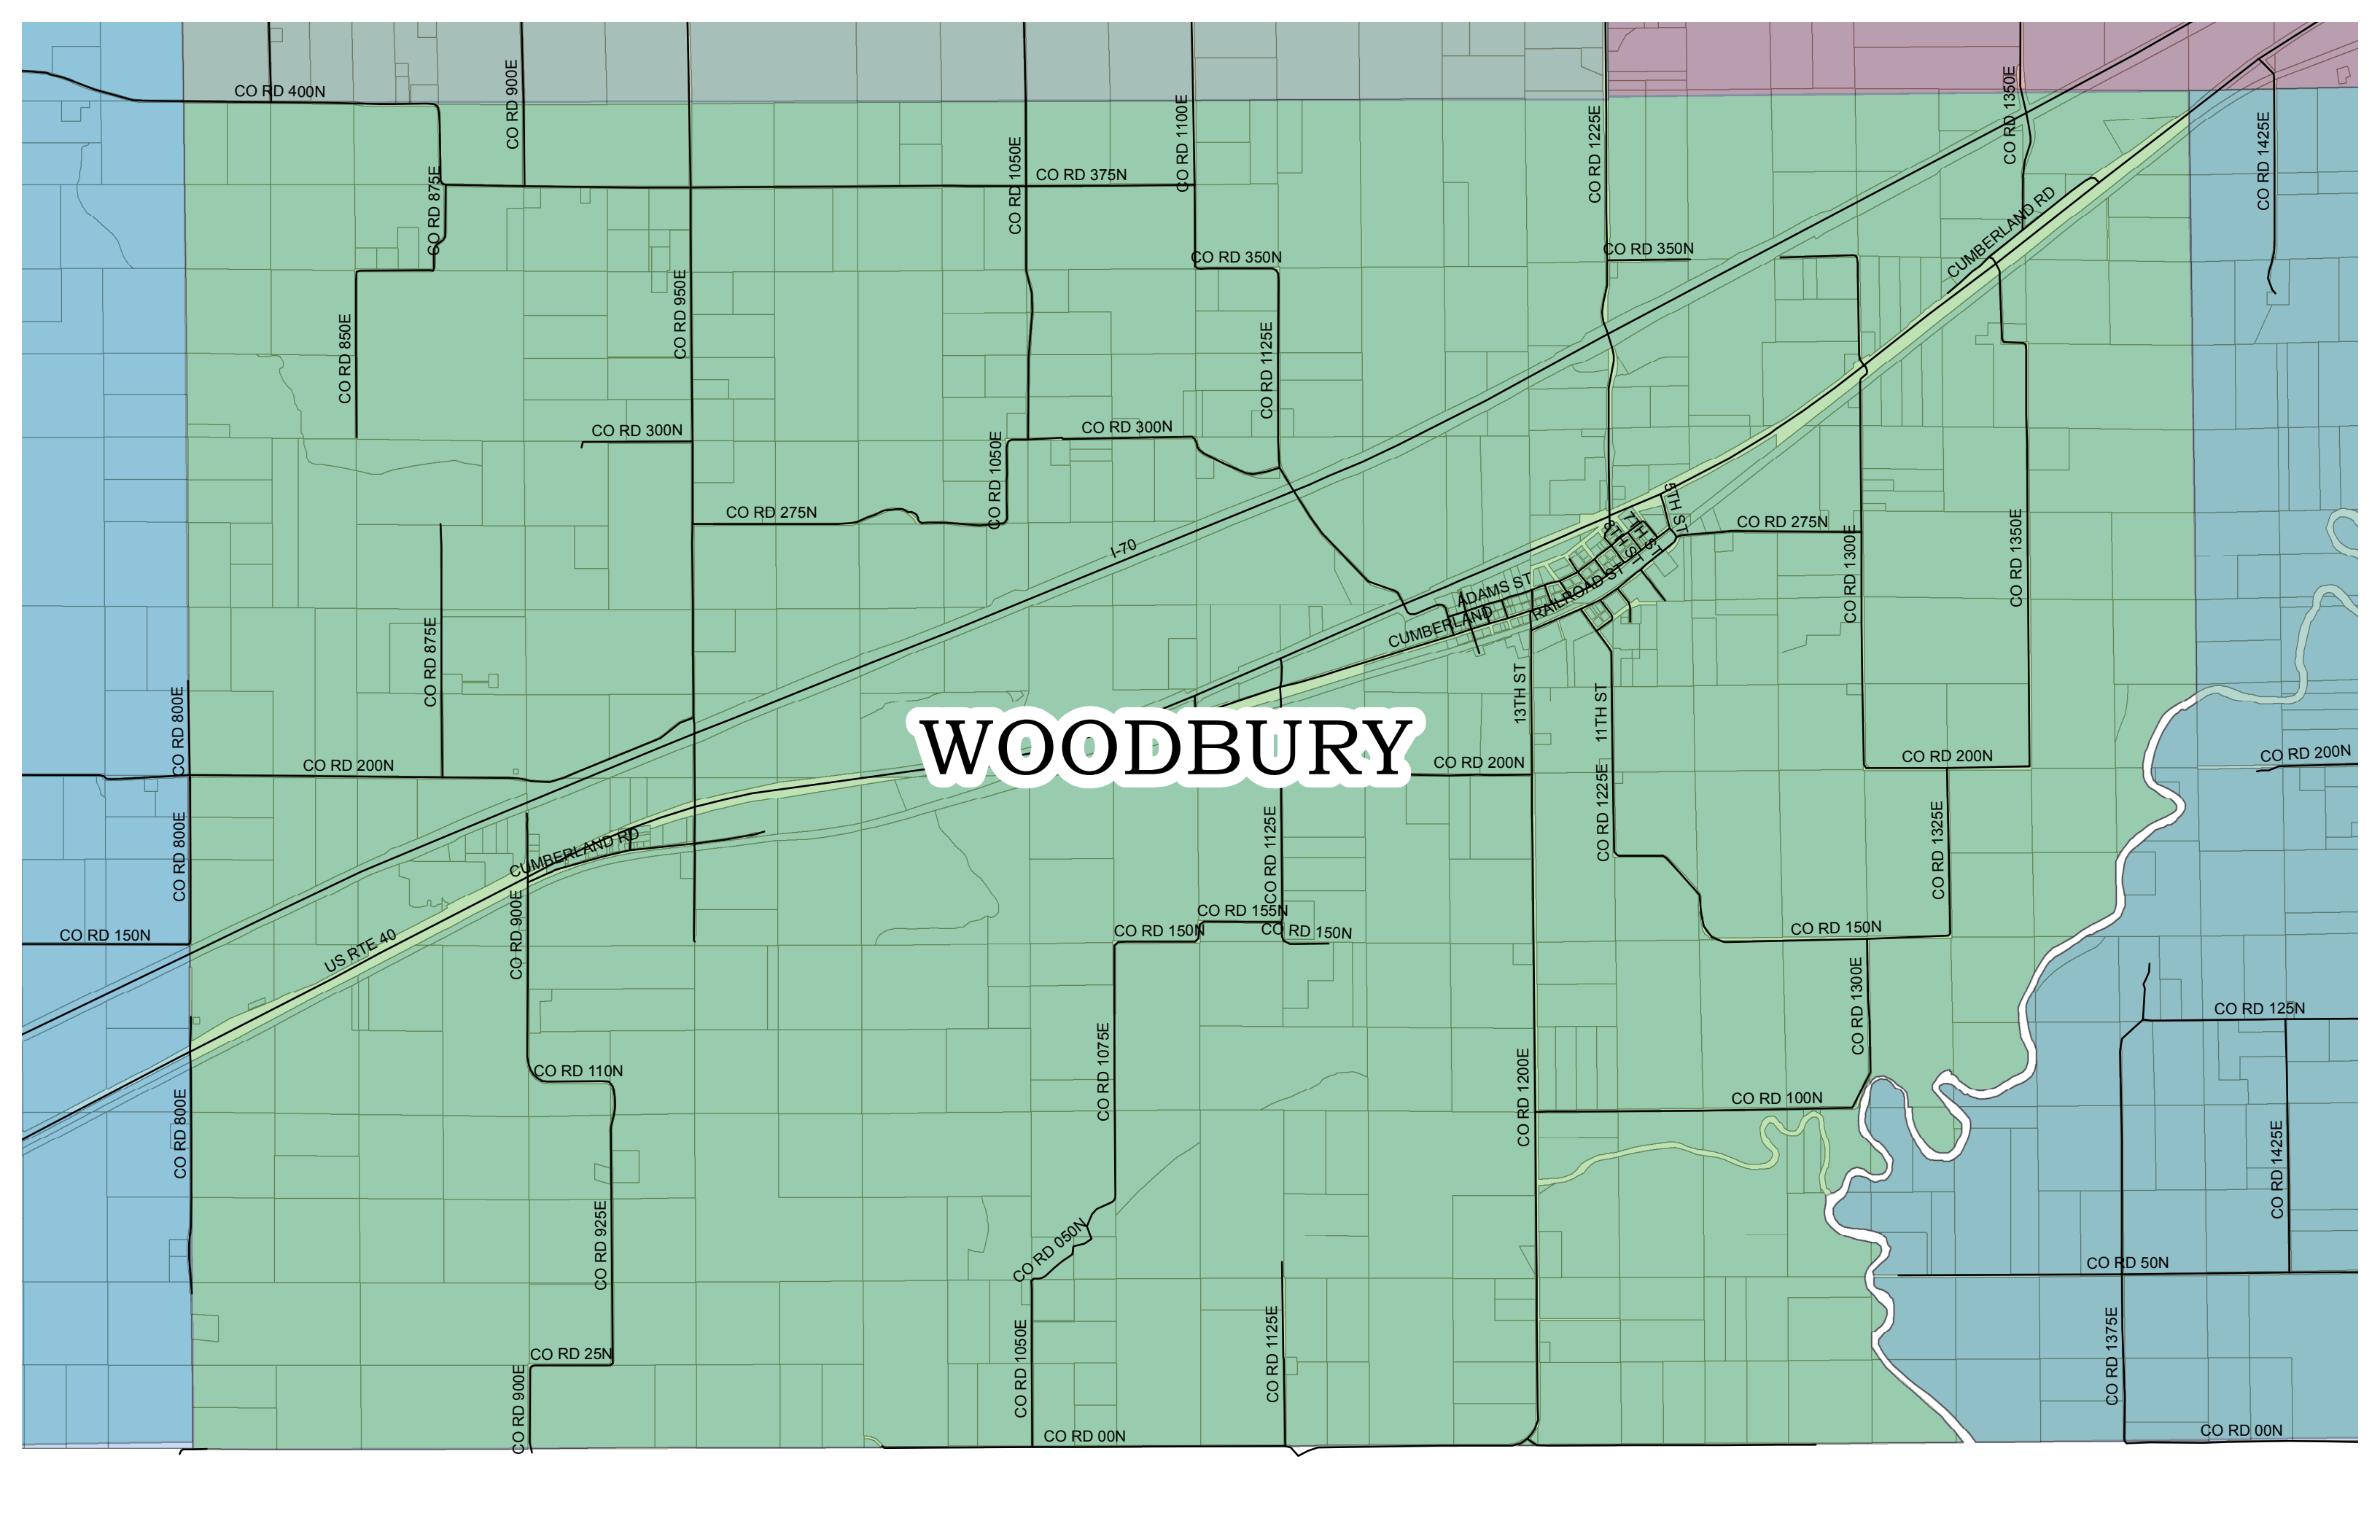 CO RD 400N
CO RD 900E
CO RD 1050E
CO RD 1100E
CO RD 1225E
CO RD 1350E
CO RD 1425E
CO RD 875E
CO RD 375N
CUMBERLAND RD
CO RD 350N
CO RD 350N
CO RD 850E
CO RD 950E
CO RD 1125E
CO RD 300N
CO RD 300N
CO RD 1050E
CO RD 275N
I-70
5TH ST
7TH ST
8TH ST
CO RD 275N
CO RD 1300E
CO RD 1350E
ADAMS ST
RAILROAD ST
CUMBERLAND
CO RD 875E
CO RD 800E
13TH ST
11TH ST
WOODBURY
CO RD 200N
CO RD 200N
CO RD 200N
CO RD 200N
CO RD 800E
CUMBERLAND RD
CO RD 1125E
CO RD 1225E
CO RD 1325E
CO RD 150N
US RTE 40
CO RD 900E
CO RD 155N
CO RD 150N
CO RD 150N
CO RD 150N
CO RD 1300E
CO RD 125N
CO RD 110N
CO RD 1075E
CO RD 1200E
CO RD 100N
CO RD 800E
CO RD 1425E
CO RD 925E
CO RD 050N
CO RD 50N
CO RD 25N
CO RD 900E
CO RD 1050E
CO RD 1125E
CO RD 1375E
CO RD 00N
CO RD 00N